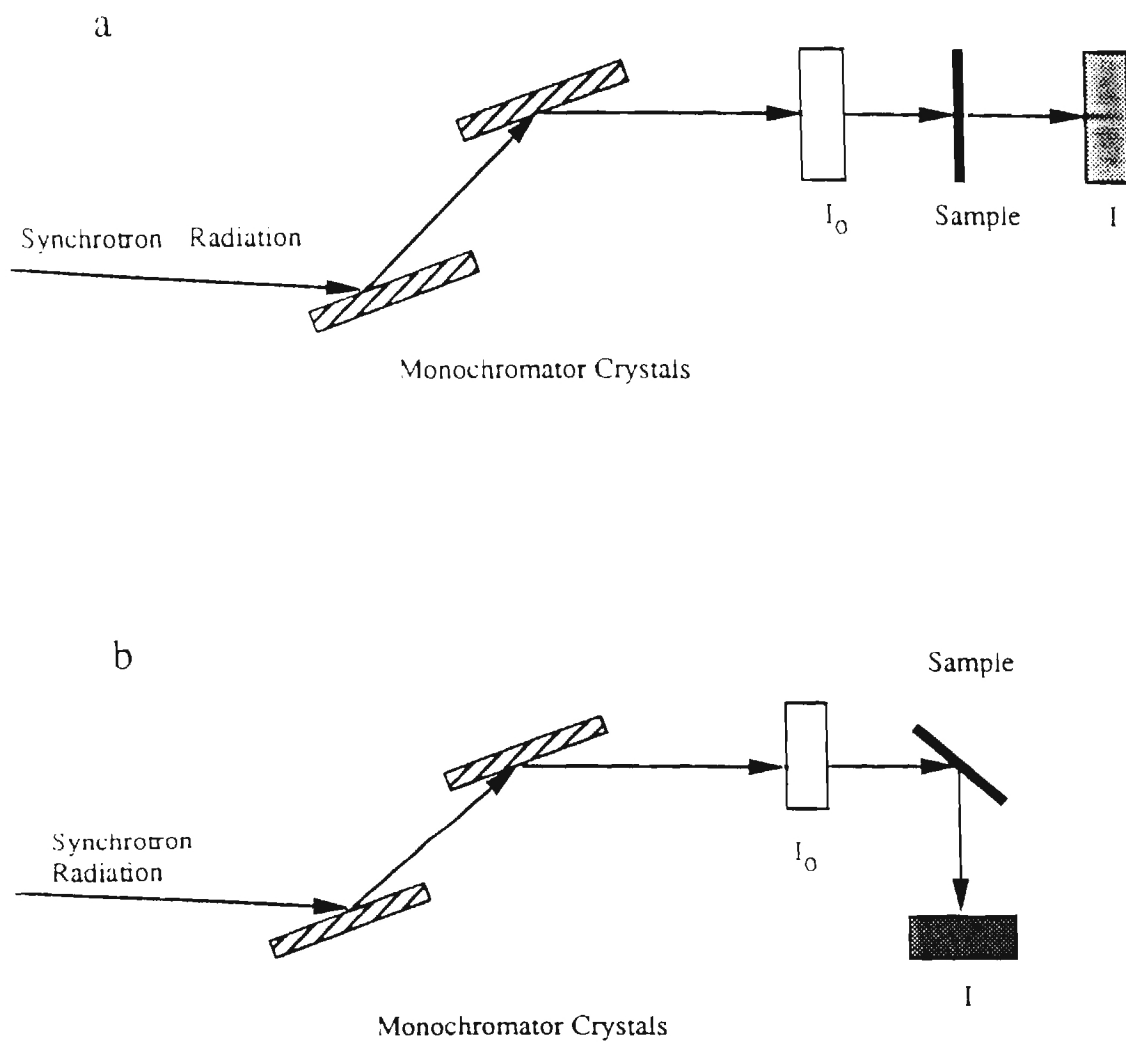 a
I0 Sample I
Synchrotron Radiation
Monochromator Crystals
b
Sample
Synchrotron
Radiation
I0
I
Monochromator Crystals